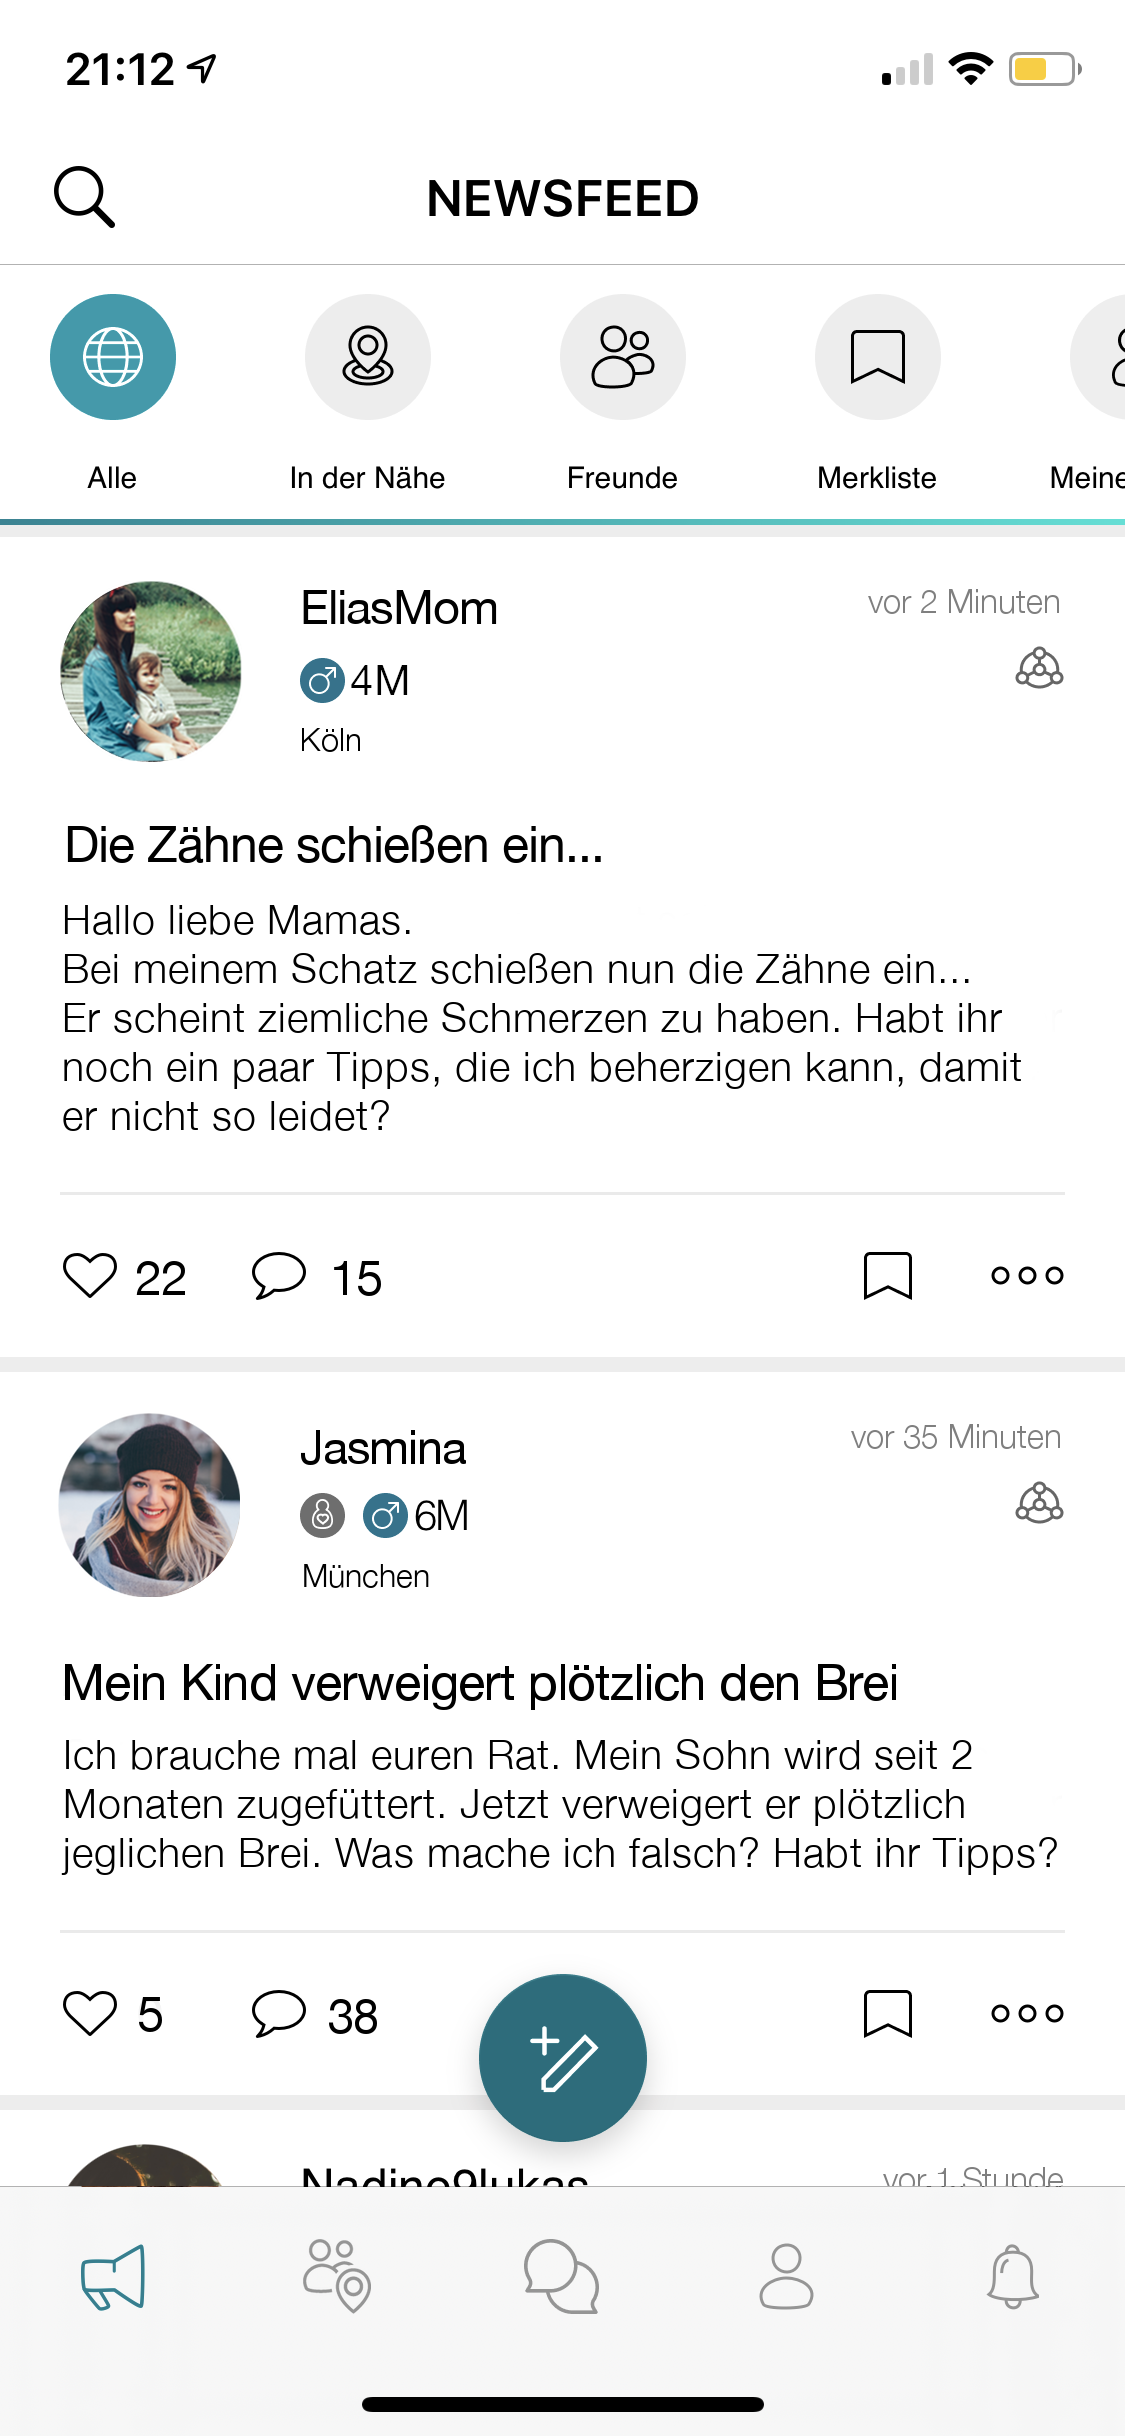 21:12
NEWSFEED
Alle
In der Nähe
Freunde
Merkliste
Meine
EliasMom
vor 2 Minuten
4M
Köln
Die Zähne schießen ein...
Hallo liebe Mamas.
Bei meinem Schatz schießen nun die Zähne ein...
Er scheint ziemliche Schmerzen zu haben. Habt ihr
noch ein paar Tipps, die ich beherzigen kann, damit
er nicht so leidet?
22
15
Jasmina
vor 35 Minuten
6M
München
Mein Kind verweigert plötzlich den Brei
Ich brauche mal euren Rat. Mein Sohn wird seit 2
Monaten zugefüttert. Jetzt verweigert er plötzlich
jeglichen Brei. Was mache ich falsch? Habt ihr Tipps?
5
38
Nadine9lukas
vor 1 Stunde